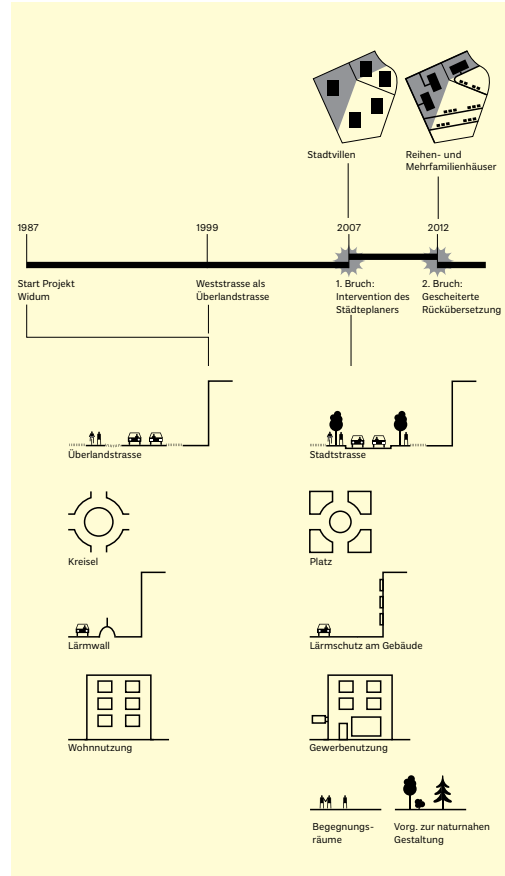 Stadtvillen
Reihen- und
Mehrfamilienhäuser
1987
1999
2007
2012
Start Projekt
Widum
Weststrasse als
Überlandstrasse
1. Bruch:
Intervention des
Städteplaners
2. Bruch:
Gescheiterte
Rückübersetzung
Überlandstrasse
Stadtstrasse
Kreisel
Platz
Lärmwall
Lärmschutz am Gebäude
Wohnnutzung
Gewerbenutzung
Begegnungs-
räume
Vorg. zur naturnahen
Gestaltung